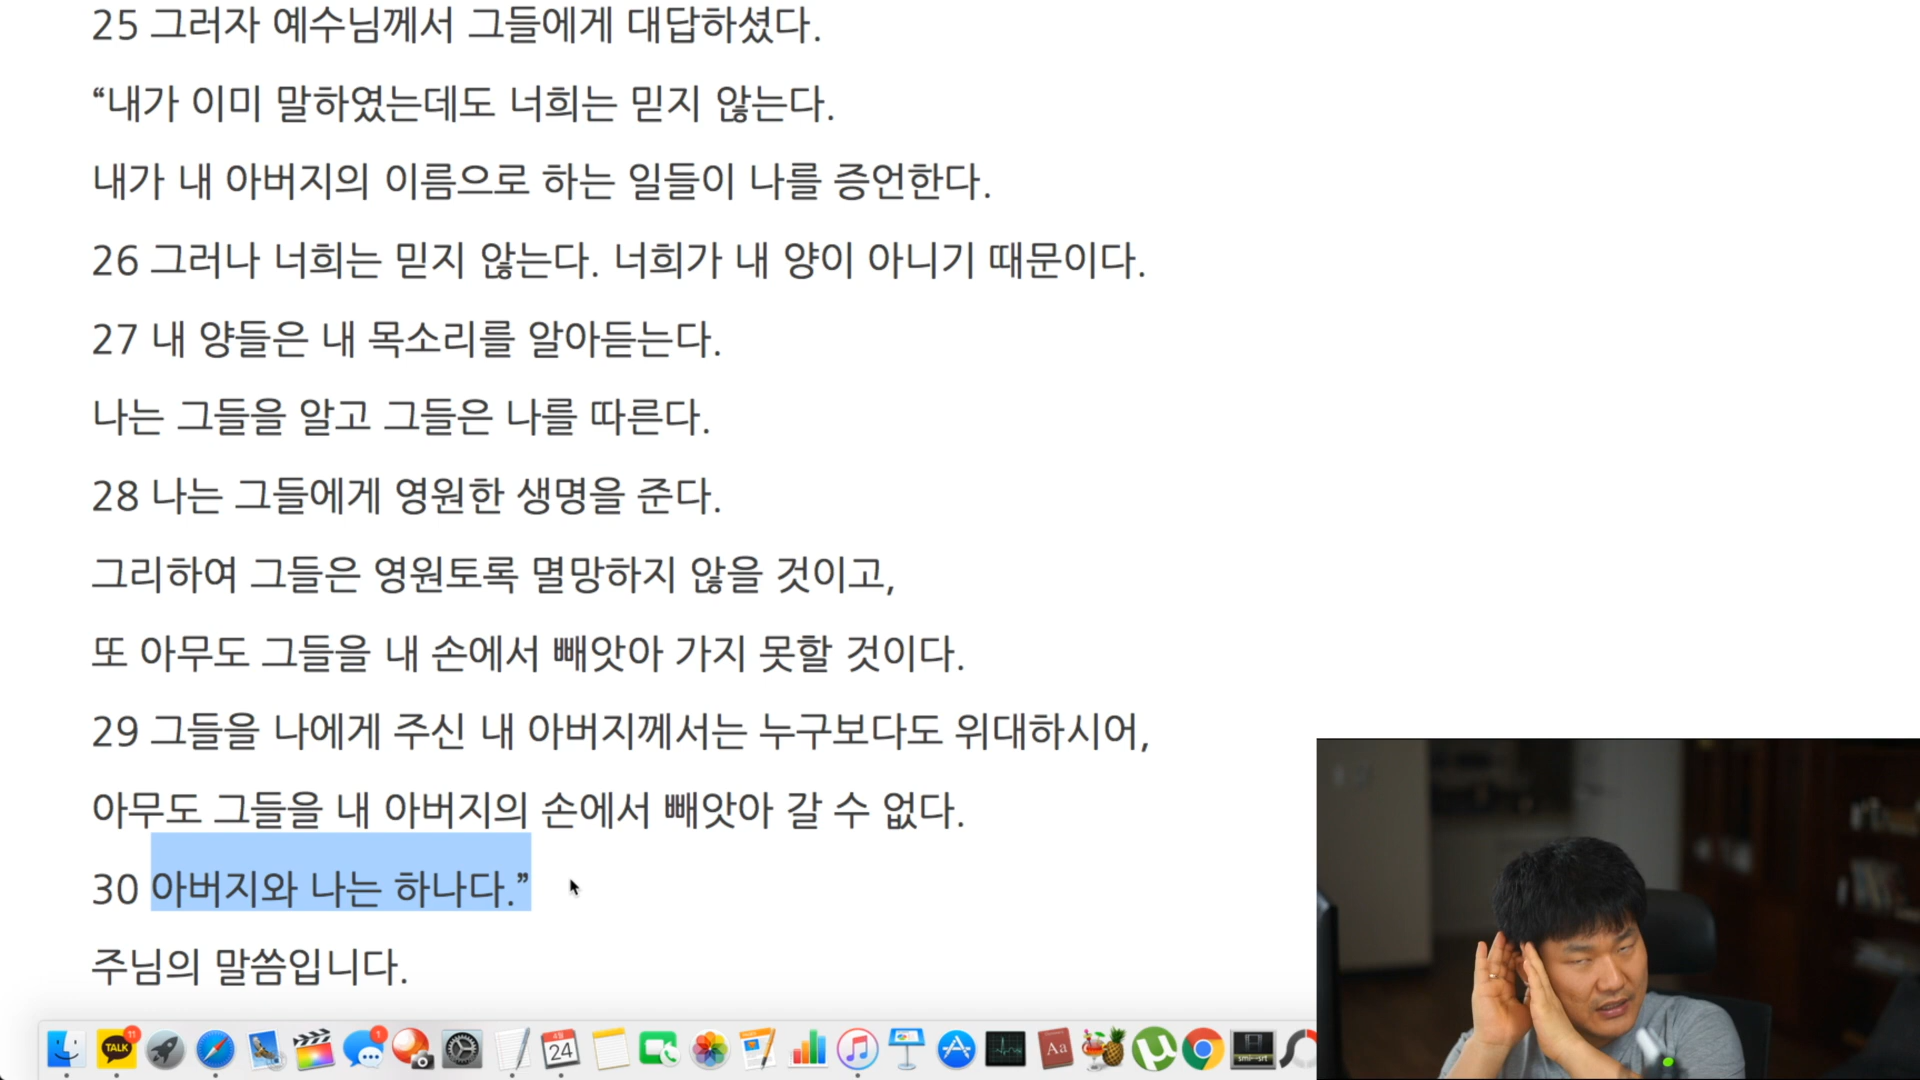 25 그러자 예수님께서 그들에게 대답하셨다.
“내가 이미 말하였는데도 너희는 믿지 않는다.
내가 내 아버지의 이름으로 하는 일들이 나를 증언한다.
26 그러나 너희는 믿지 않는다. 너희가 내 양이 아니기 때문이다.
27 내 양들은 내 목소리를 알아듣는다.
나는 그들을 알고 그들은 나를 따른다.
28 나는 그들에게 영원한 생명을 준다.
그리하여 그들은 영원토록 멸망하지 않을 것이고,
또 아무도 그들을 내 손에서 빼앗아 가지 못할 것이다.
29 그들을 나에게 주신 내 아버지께서는 누구보다도 위대하시어,
아무도 그들을 내 아버지의 손에서 빼앗아 갈 수 없다.
30 아버지와 나는 하나다.”
주님의 말씀입니다.
TALK 11 1 4월 24 Aa smi→srt